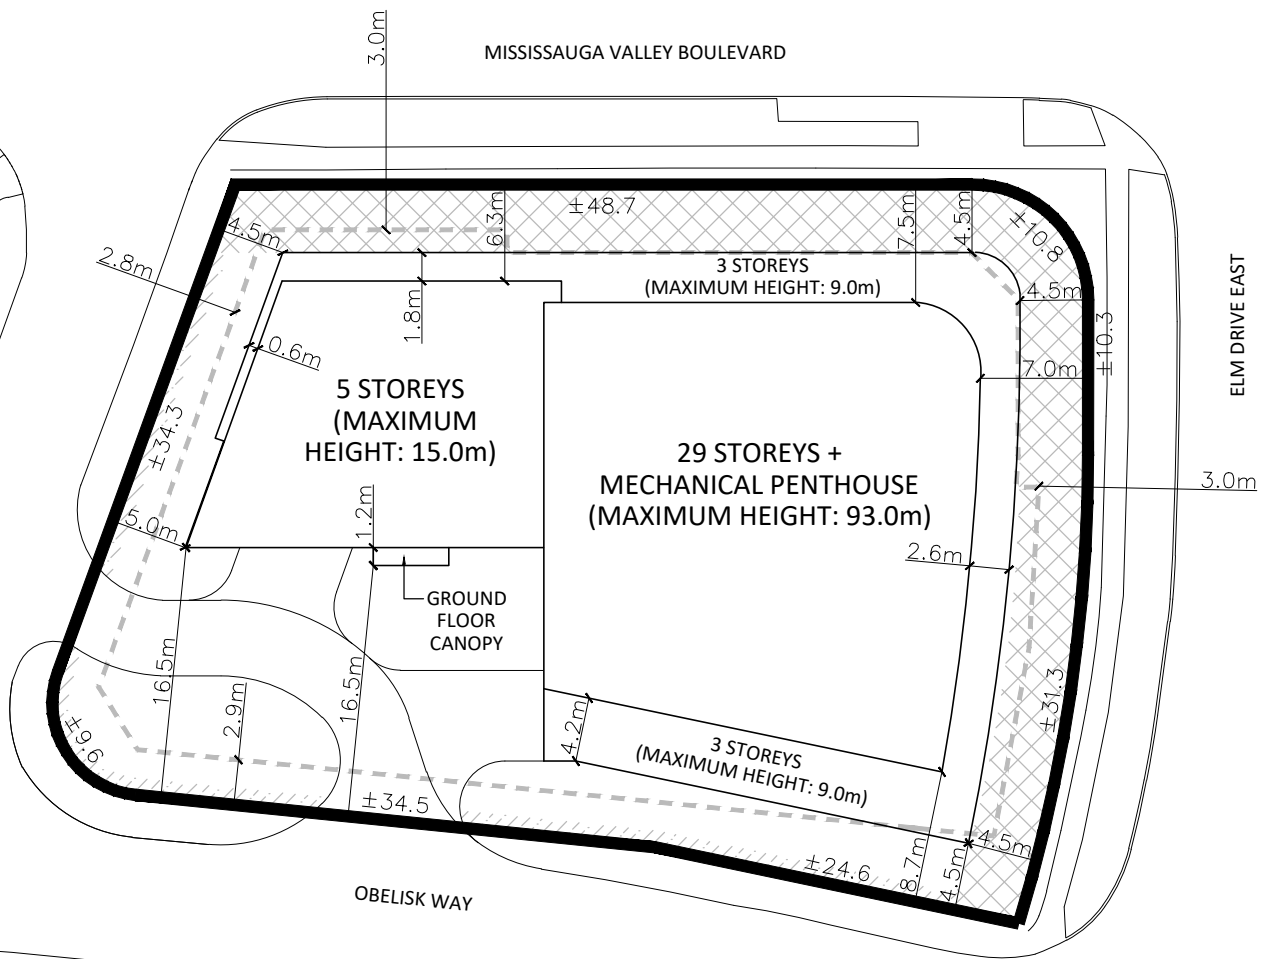 3.0m
MISSISSAUGA VALLEY BOULEVARD
±48.7
4.5m
6.3m
7.5m
4.5m
±10.8
2.8m
3 STOREYS
(MAXIMUM HEIGHT: 9.0m)
4.5m
1.8m
±10.3
ELM DRIVE EAST
0.6m
7.0m
5 STOREYS
(MAXIMUM
HEIGHT: 15.0m)
±34.3
29 STOREYS +
MECHANICAL PENTHOUSE
(MAXIMUM HEIGHT: 93.0m)
3.0m
5.0m
1.2m
2.6m
GROUND
FLOOR
CANOPY
16.5m
16.5m
2.9m
±31.3
±9.6
4.2m
3 STOREYS
(MAXIMUM HEIGHT: 9.0m)
±34.5
4.5m
±24.6
8.7m
4.5m
OBELISK WAY